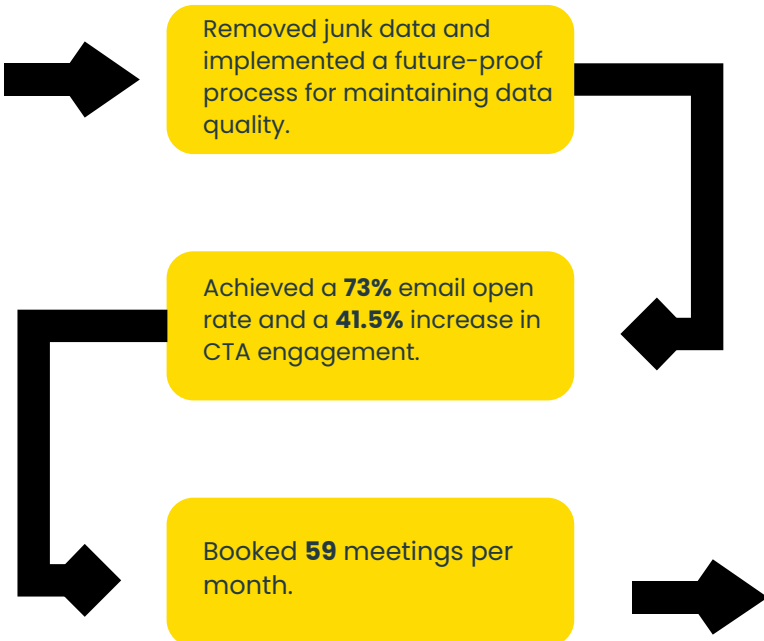 Removed junk data and
implemented a future-proof
process for maintaining data
quality.
Achieved a 73% email open
rate and a 41.5% increase in
CTA engagement.
Booked 59 meetings per
month.